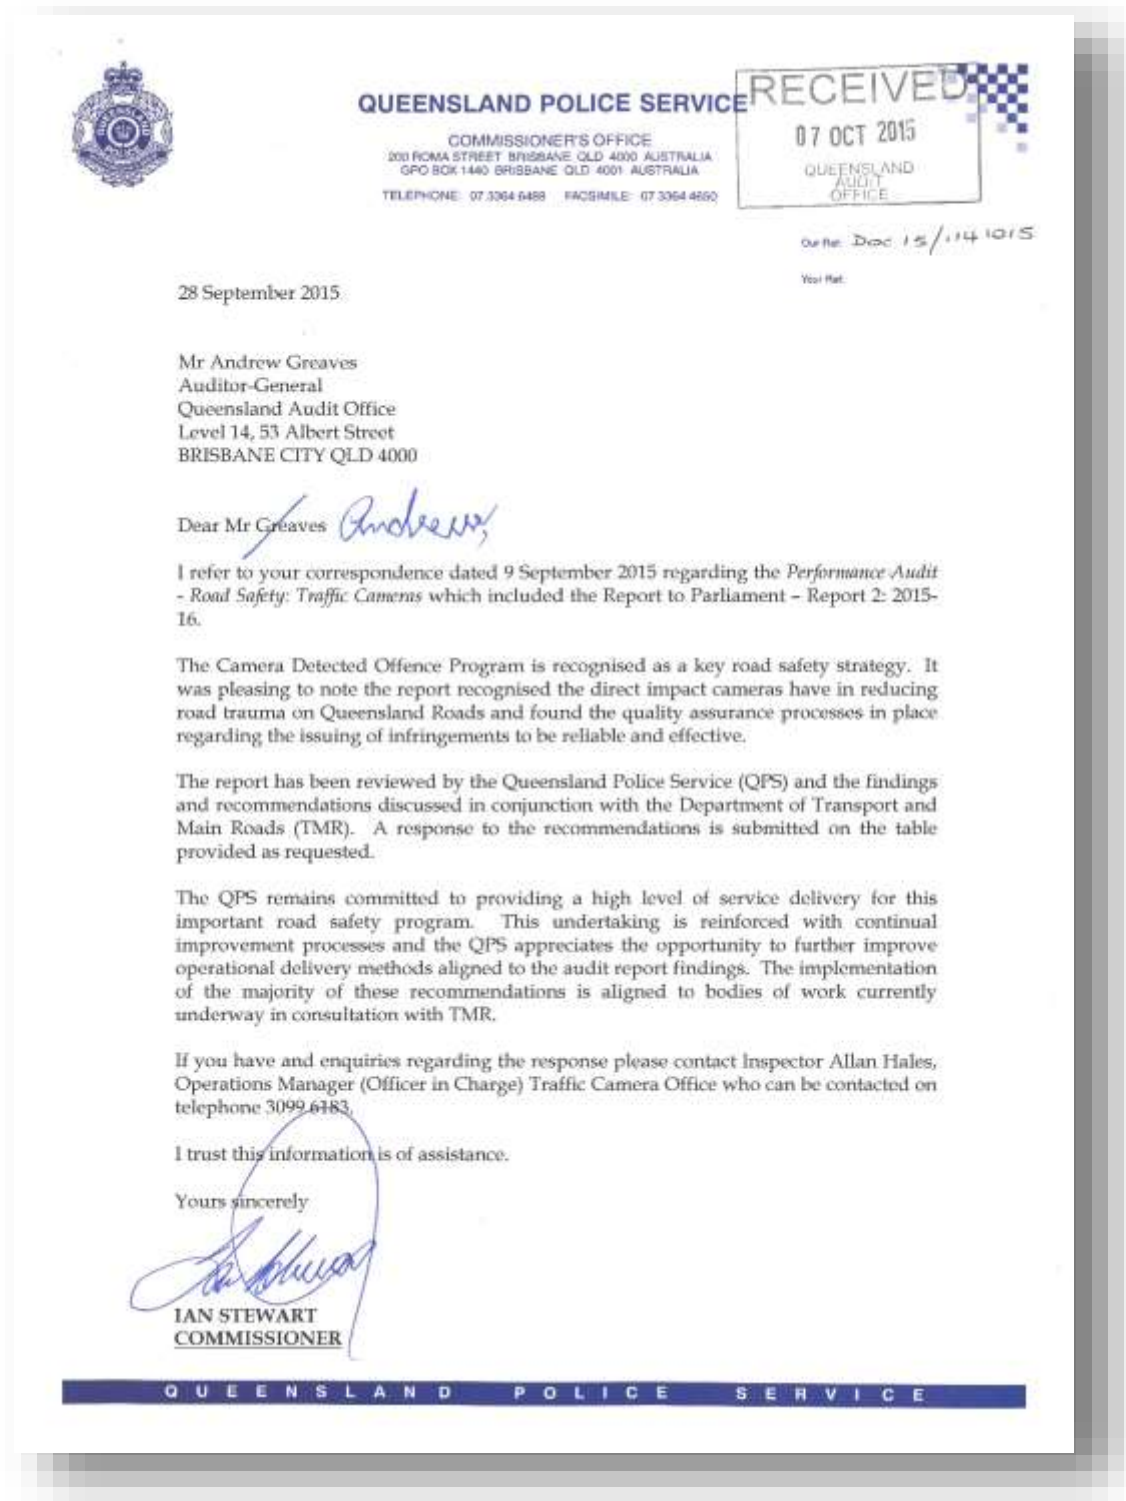 QUEENSLAND POLICE SERVICE
COMMISSIONER'S OFFICE
200 ROMA STREET BRISBANE QLD 4000 AUSTRALIA
GPO BOX 1440 BRISBANE QLD 4001 AUSTRALIA
TELEPHONE: 07 3364 6488 FACSIMILE: 07 3364 4650
RECEIVED
07 OCT 2015
QUEENSLAND
AUDIT
OFFICE
Our Ref: Doc 15/1141015
Your Ref:
28 September 2015
Mr Andrew Greaves
Auditor-General
Queensland Audit Office
Level 14, 53 Albert Street
BRISBANE CITY QLD 4000
Dear Mr Greaves Andrew,
I refer to your correspondence dated 9 September 2015 regarding the Performance Audit
- Road Safety: Traffic Cameras which included the Report to Parliament – Report 2: 2015-
16.
The Camera Detected Offence Program is recognised as a key road safety strategy. It
was pleasing to note the report recognised the direct impact cameras have in reducing
road trauma on Queensland Roads and found the quality assurance processes in place
regarding the issuing of infringements to be reliable and effective.
The report has been reviewed by the Queensland Police Service (QPS) and the findings
and recommendations discussed in conjunction with the Department of Transport and
Main Roads (TMR). A response to the recommendations is submitted on the table
provided as requested.
The QPS remains committed to providing a high level of service delivery for this
important road safety program. This undertaking is reinforced with continual
improvement processes and the QPS appreciates the opportunity to further improve
operational delivery methods aligned to the audit report findings. The implementation
of the majority of these recommendations is aligned to bodies of work currently
underway in consultation with TMR.
If you have and enquiries regarding the response please contact Inspector Allan Hales,
Operations Manager (Officer in Charge) Traffic Camera Office who can be contacted on
telephone 3099 6183.
I trust this information is of assistance.
Yours sincerely
IAN STEWART
COMMISSIONER
QUEENSLAND POLICE SERVICE